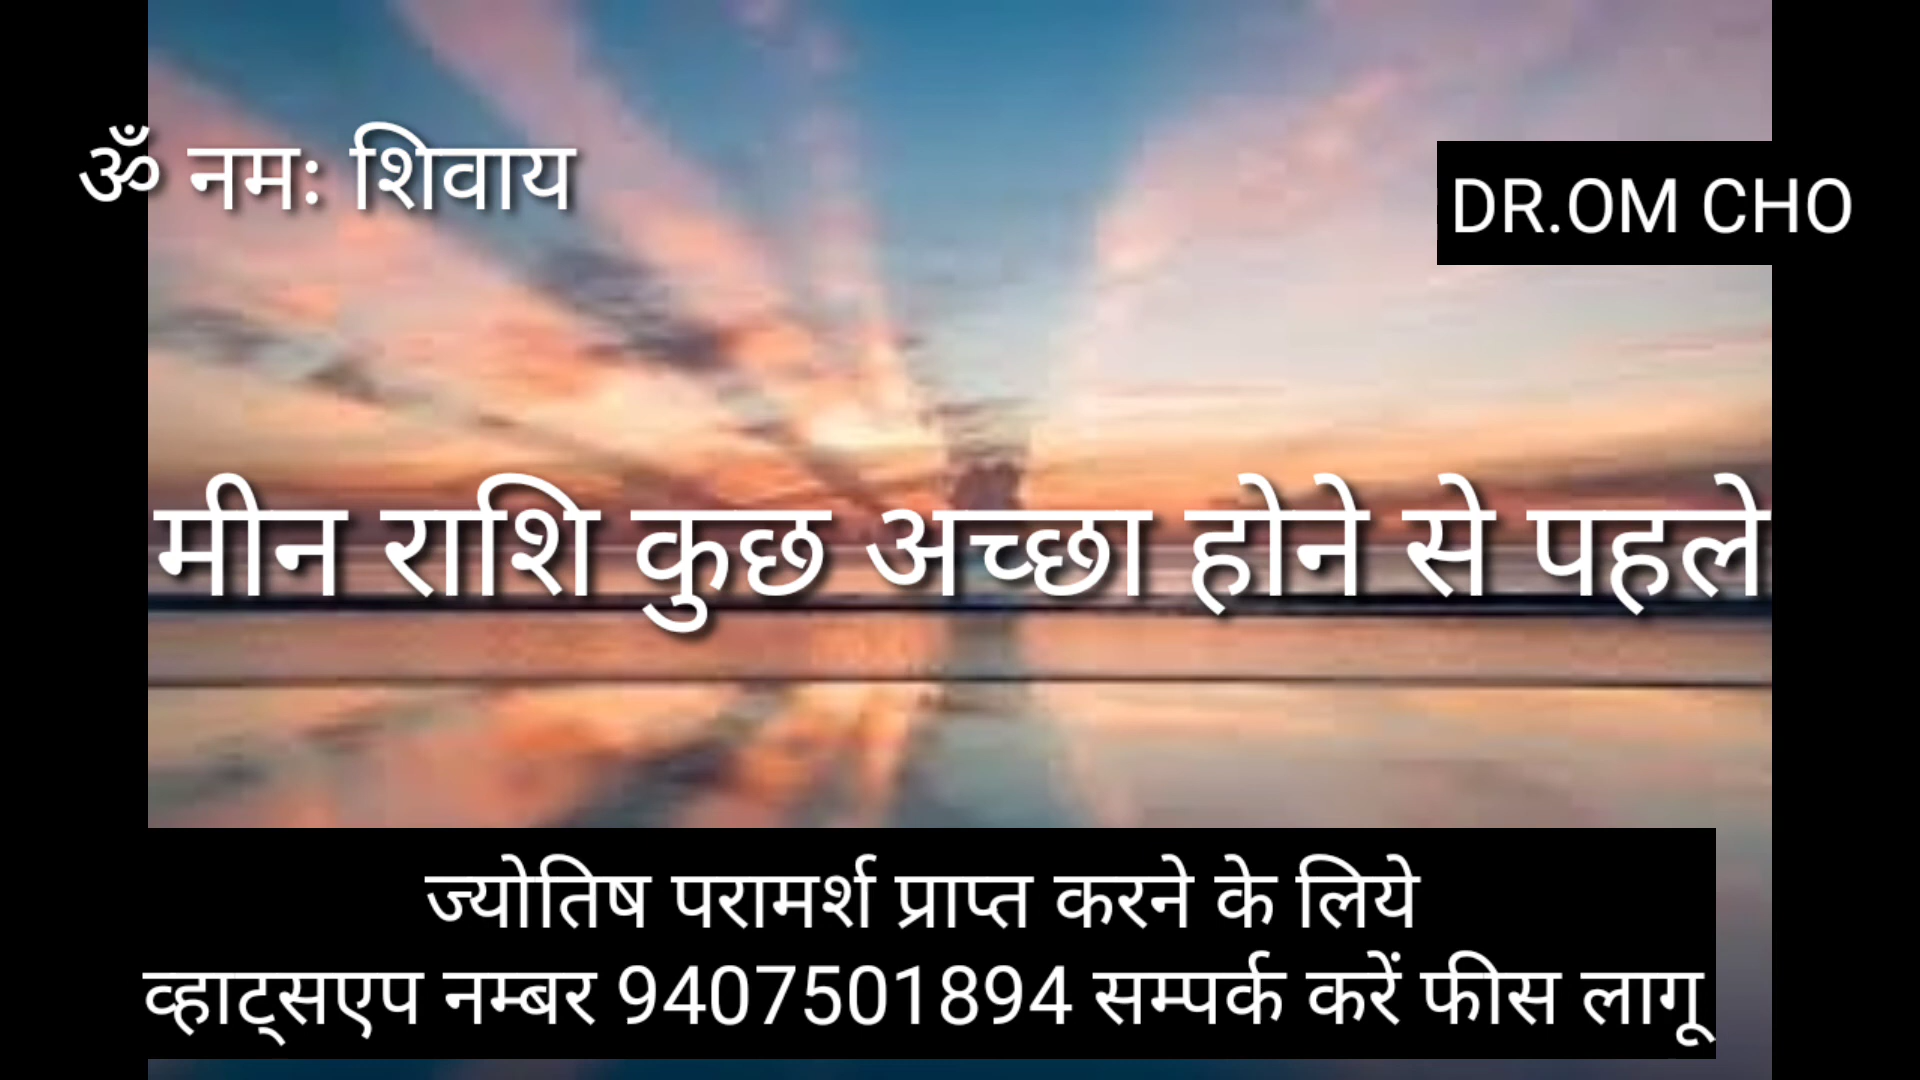 ॐ नमः शिवाय
DR.OM CHO
मीन राशि कुछ अच्छा होने से पहले
ज्योतिष परामर्श प्राप्त करने के लिये
व्हाट्सएप नम्बर 9407501894 सम्पर्क करें फीस लागू